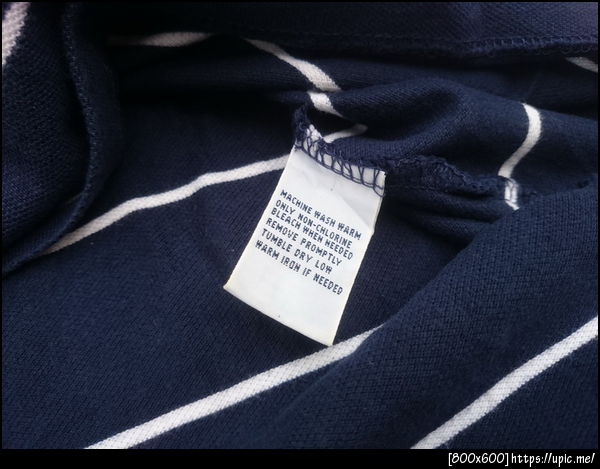 MACHINE WASH WARM
ONLY NON-CHLORINE
BLEACH WHEN NEEDED
REMOVE PROMPTLY
TUMBLE DRY LOW
WARM IRON IF NEEDED
[800x600]https://upic.me/